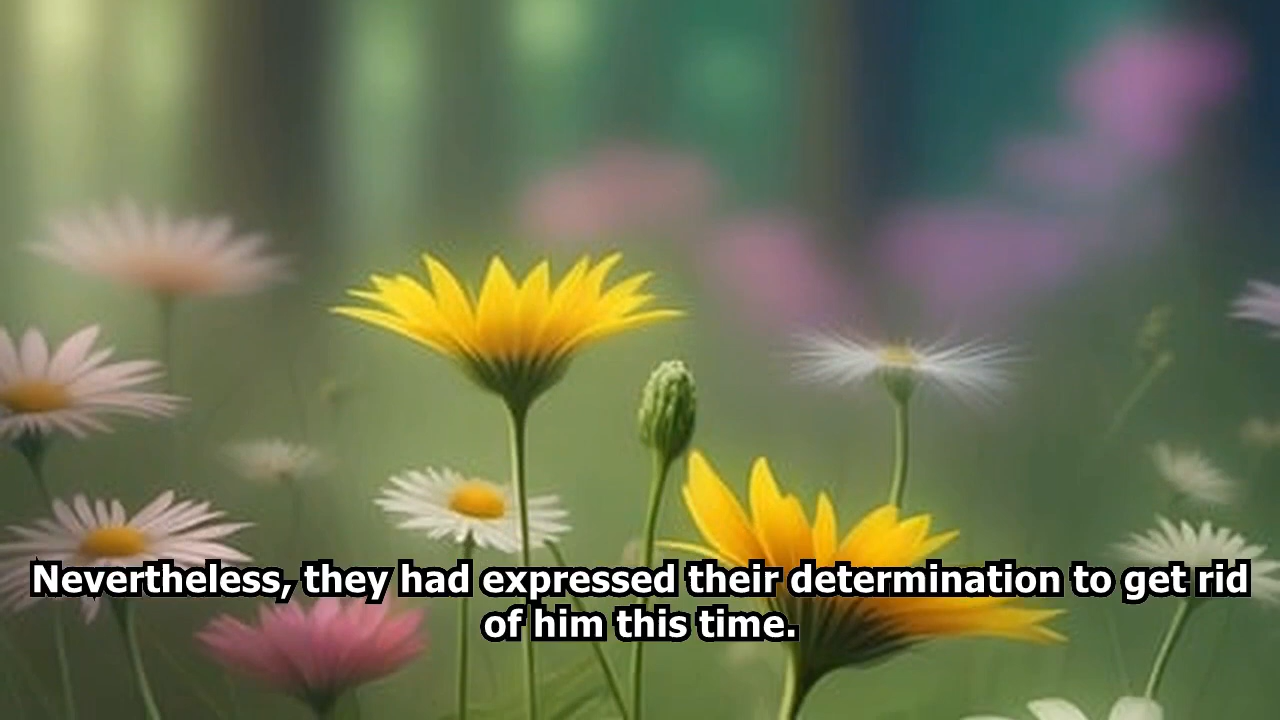 Nevertheless, they had expressed their determination to get rid
of him this time.